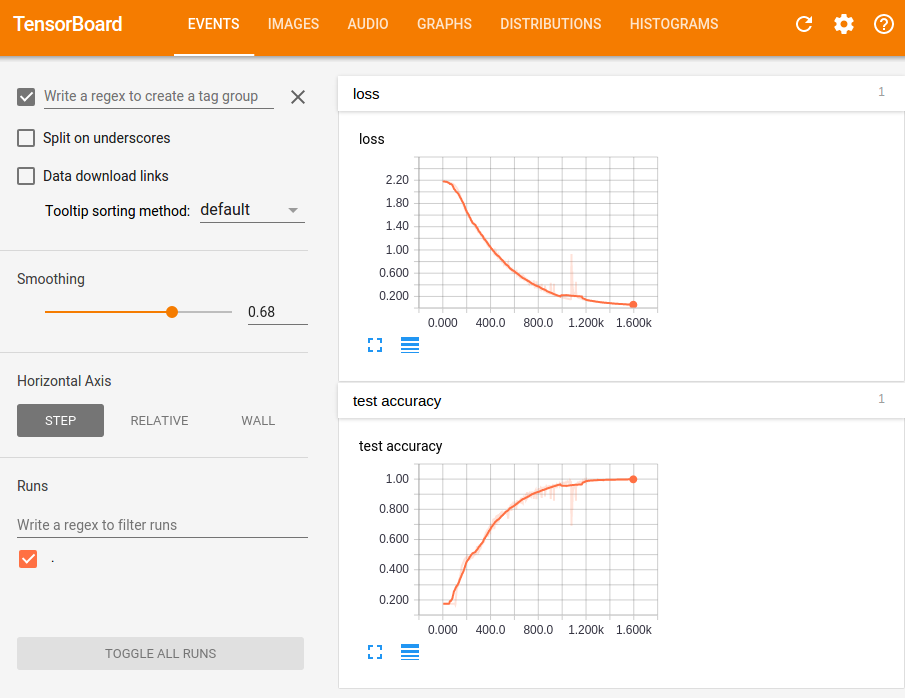 TensorBoard
EVENTS IMAGES AUDIO GRAPHS DISTRIBUTIONS HISTOGRAMS
Write a regex to create a tag group
Split on underscores
Data download links
Tooltip sorting method: default
Smoothing
0.68
Horizontal Axis
STEP RELATIVE WALL
Runs
Write a regex to filter runs
.
TOGGLE ALL RUNS
loss 1
loss
2.20
1.80
1.40
1.00
0.600
0.200
0.000 400.0 800.0 1.200k 1.600k
test accuracy 1
test accuracy
1.00
0.800
0.600
0.400
0.200
0.000 400.0 800.0 1.200k 1.600k